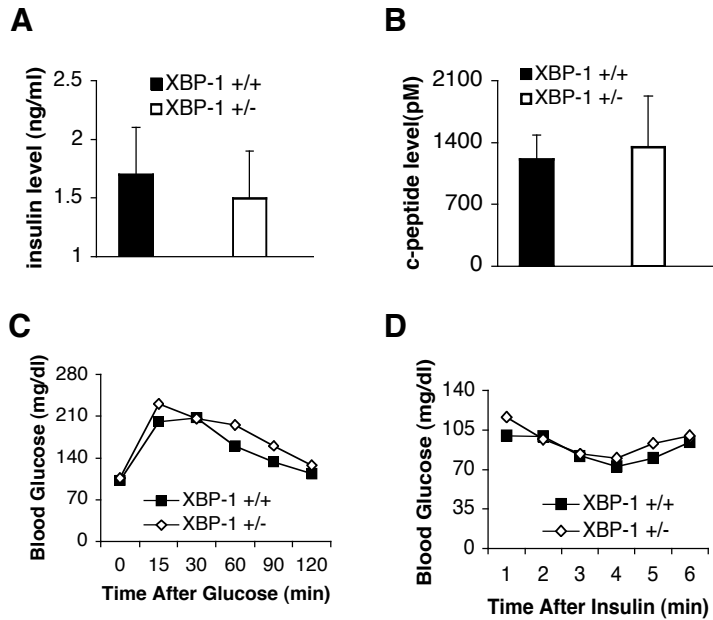 A
insulin level (ng/ml)
2.5
2
1.5
1
XBP-1 +/+
XBP-1 +/-
B
c-peptide level(pM)
2100
1400
700
0
XBP-1 +/+
XBP-1 +/-
C
Blood Glucose (mg/dl)
280
210
140
70
0
XBP-1 +/+
XBP-1 +/-
0 15 30 60 90 120
Time After Glucose (min)
D
Blood Glucose (mg/dl)
140
105
70
35
0
XBP-1 +/+
XBP-1 +/-
1 2 3 4 5 6
Time After Insulin (min)